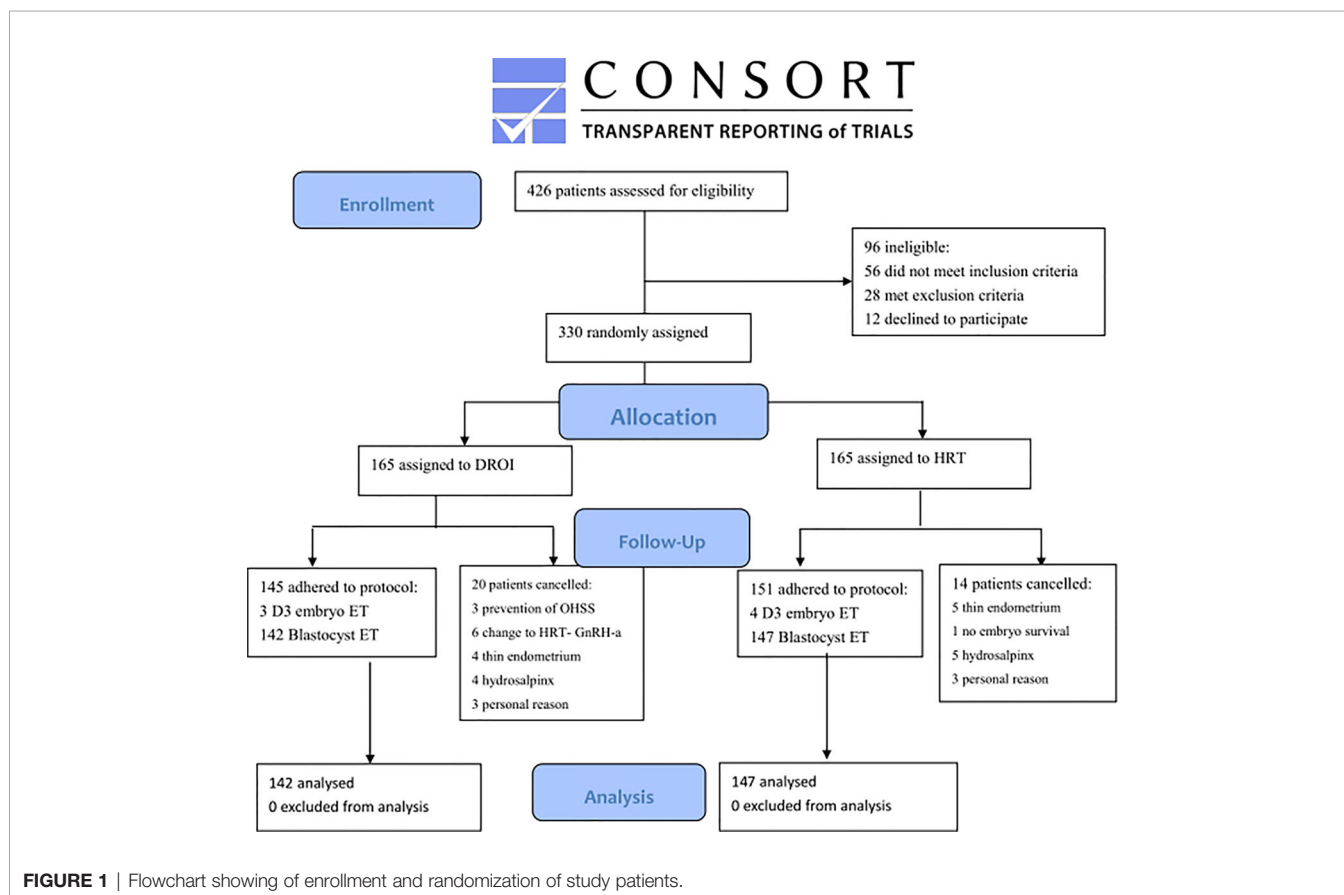 CONSORT
TRANSPARENT REPORTING of TRIALS
Enrollment
426 patients assessed for eligibility
96 ineligible:
56 did not meet inclusion criteria
28 met exclusion criteria
12 declined to participate
330 randomly assigned
Allocation
165 assigned to DROI
165 assigned to HRT
Follow-Up
145 adhered to protocol:
3 D3 embryo ET
142 Blastocyst ET
20 patients cancelled:
3 prevention of OHSS
6 change to HRT- GnRH-a
4 thin endometrium
4 hydrosalpinx
3 personal reason
151 adhered to protocol:
4 D3 embryo ET
147 Blastocyst ET
14 patients cancelled:
5 thin endometrium
1 no embryo survival
5 hydrosalpinx
3 personal reason
142 analysed
0 excluded from analysis
Analysis
147 analysed
0 excluded from analysis
FIGURE 1 | Flowchart showing of enrollment and randomization of study patients.